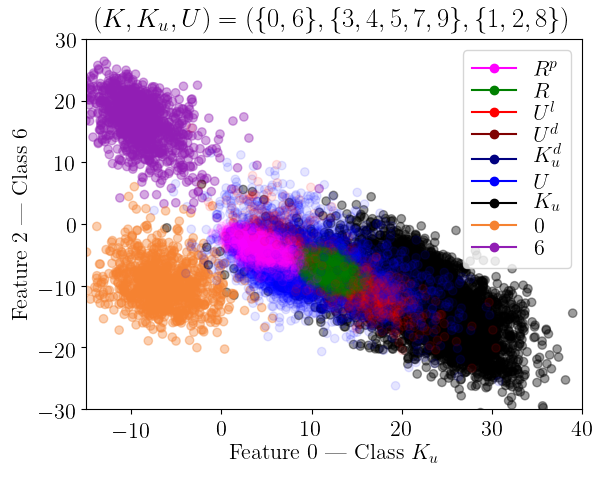 (K, K_u, U) = ({0, 6}, {3, 4, 5, 7, 9}, {1, 2, 8})
30
20
10
0
−10
−20
−30
Feature 2 — Class 6
R^p
R
U^l
U^d
K_u^d
U
K_u
0
6
−10
0
10
20
30
40
Feature 0 — Class K_u